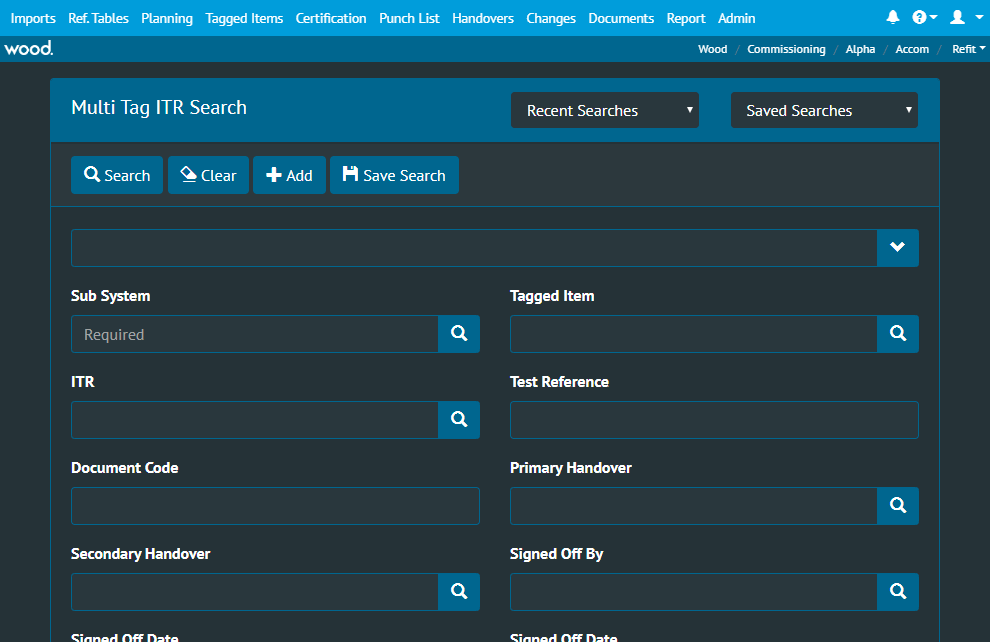 Imports Ref. Tables Planning Tagged Items Certification Punch List Handovers Changes Documents Report Admin
wood. Wood / Commissioning / Alpha / Accom / Refit
Multi Tag ITR Search Recent Searches Saved Searches
Search Clear Add Save Search
Sub System Tagged Item
Required
ITR Test Reference
Document Code Primary Handover
Secondary Handover Signed Off By
Signed Off Date Signed Off Date